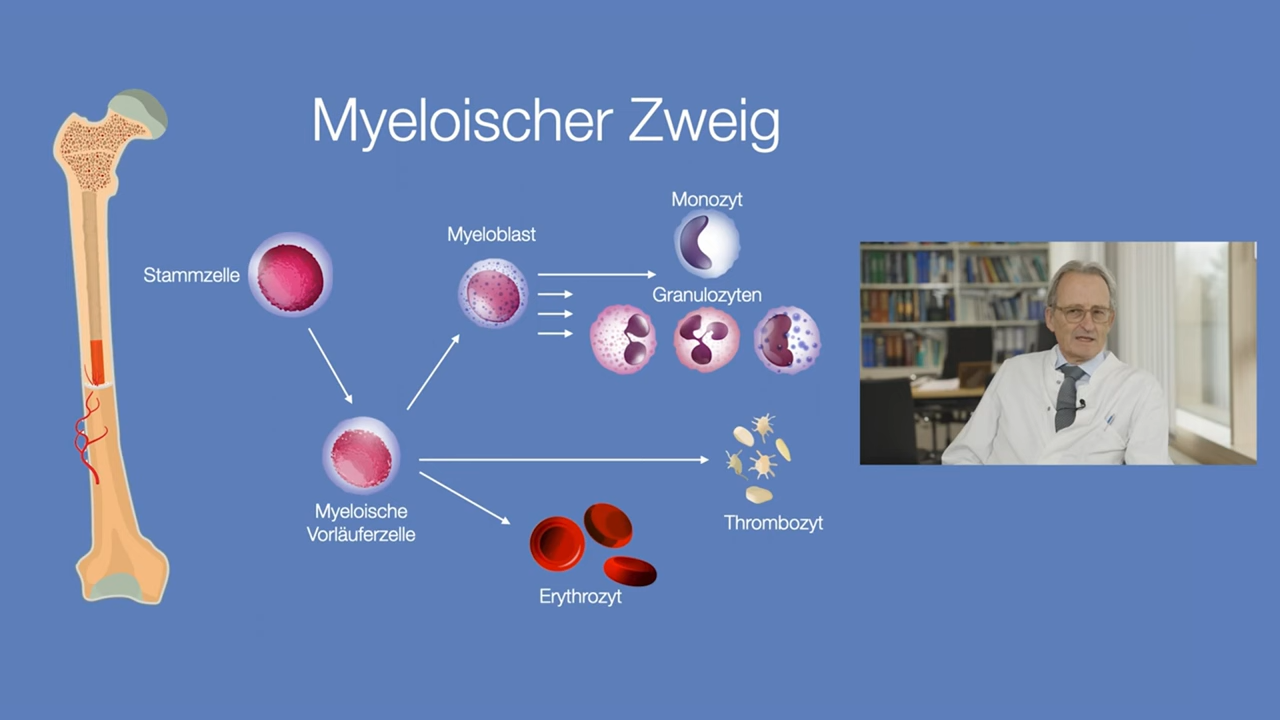 Myeloischer Zweig
Monozyt
Myeloblast
Stammzelle
Granulozyten
Myeloische
Vorläuferzelle
Thrombozyt
Erythrozyt